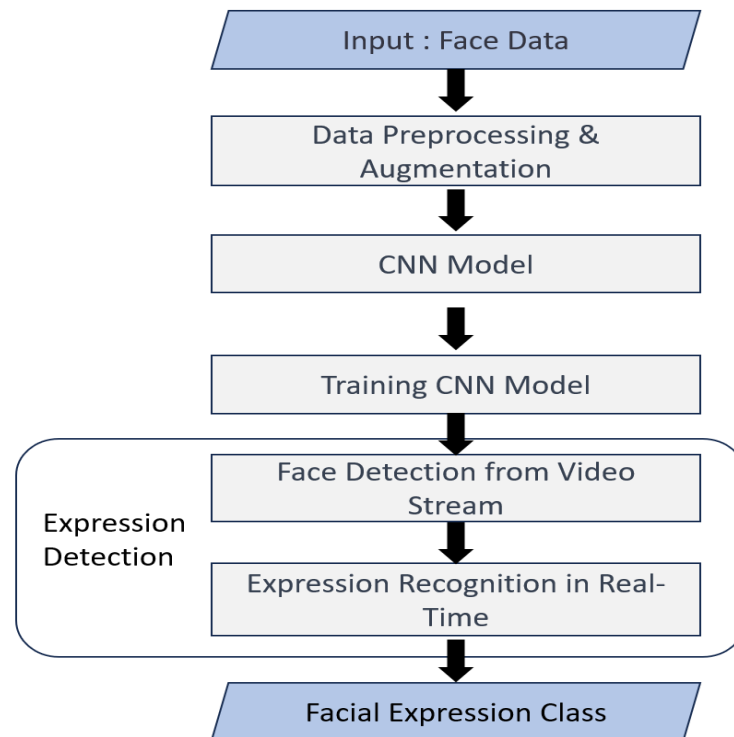 Input : Face Data
Data Preprocessing &
Augmentation
CNN Model
Training CNN Model
Face Detection from Video
Stream
Expression
Detection
Expression Recognition in Real-
Time
Facial Expression Class